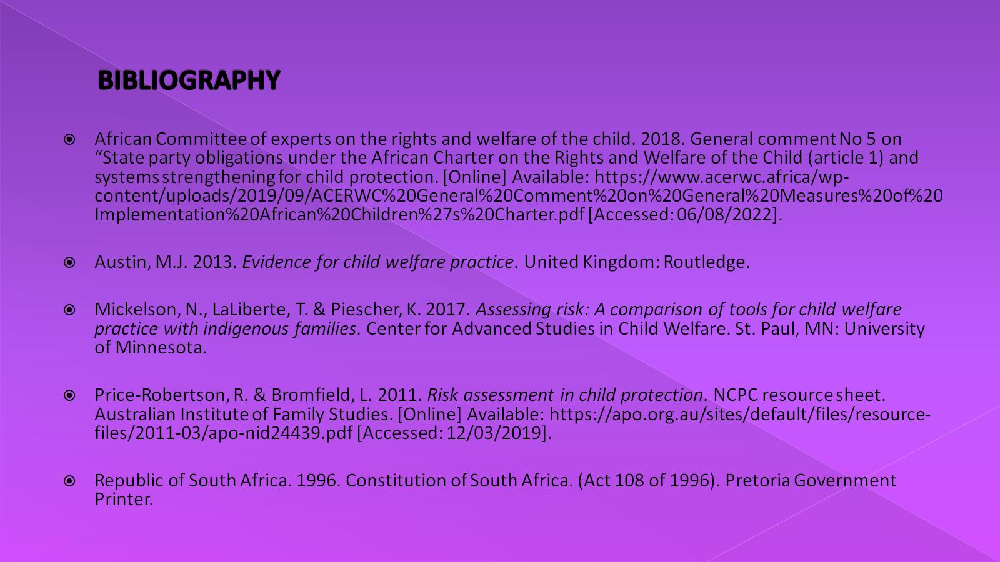 BIBLIOGRAPHY
African Committee of experts on the rights and welfare of the child. 2018. General comment No 5 on
“State party obligations under the African Charter on the Rights and Welfare of the Child (article 1) and
systems strengthening for child protection. [Online] Available: https://www.acerwc.africa/wp-
content/uploads/2019/09/ACERWC%20General%20Comment%20on%20General%20Measures%20of%20
Implementation%20African%20Children%27s%20Charter.pdf [Accessed: 06/08/2022].
Austin, M.J. 2013. Evidence for child welfare practice. United Kingdom: Routledge.
Mickelson, N., LaLiberte, T. & Piescher, K. 2017. Assessing risk: A comparison of tools for child welfare
practice with indigenous families. Center for Advanced Studies in Child Welfare. St. Paul, MN: University
of Minnesota.
Price-Robertson, R. & Bromfield, L. 2011. Risk assessment in child protection. NCPC resource sheet.
Australian Institute of Family Studies. [Online] Available: https://apo.org.au/sites/default/files/resource-
files/2011-03/apo-nid24439.pdf [Accessed: 12/03/2019].
Republic of South Africa. 1996. Constitution of South Africa. (Act 108 of 1996). Pretoria Government
Printer.